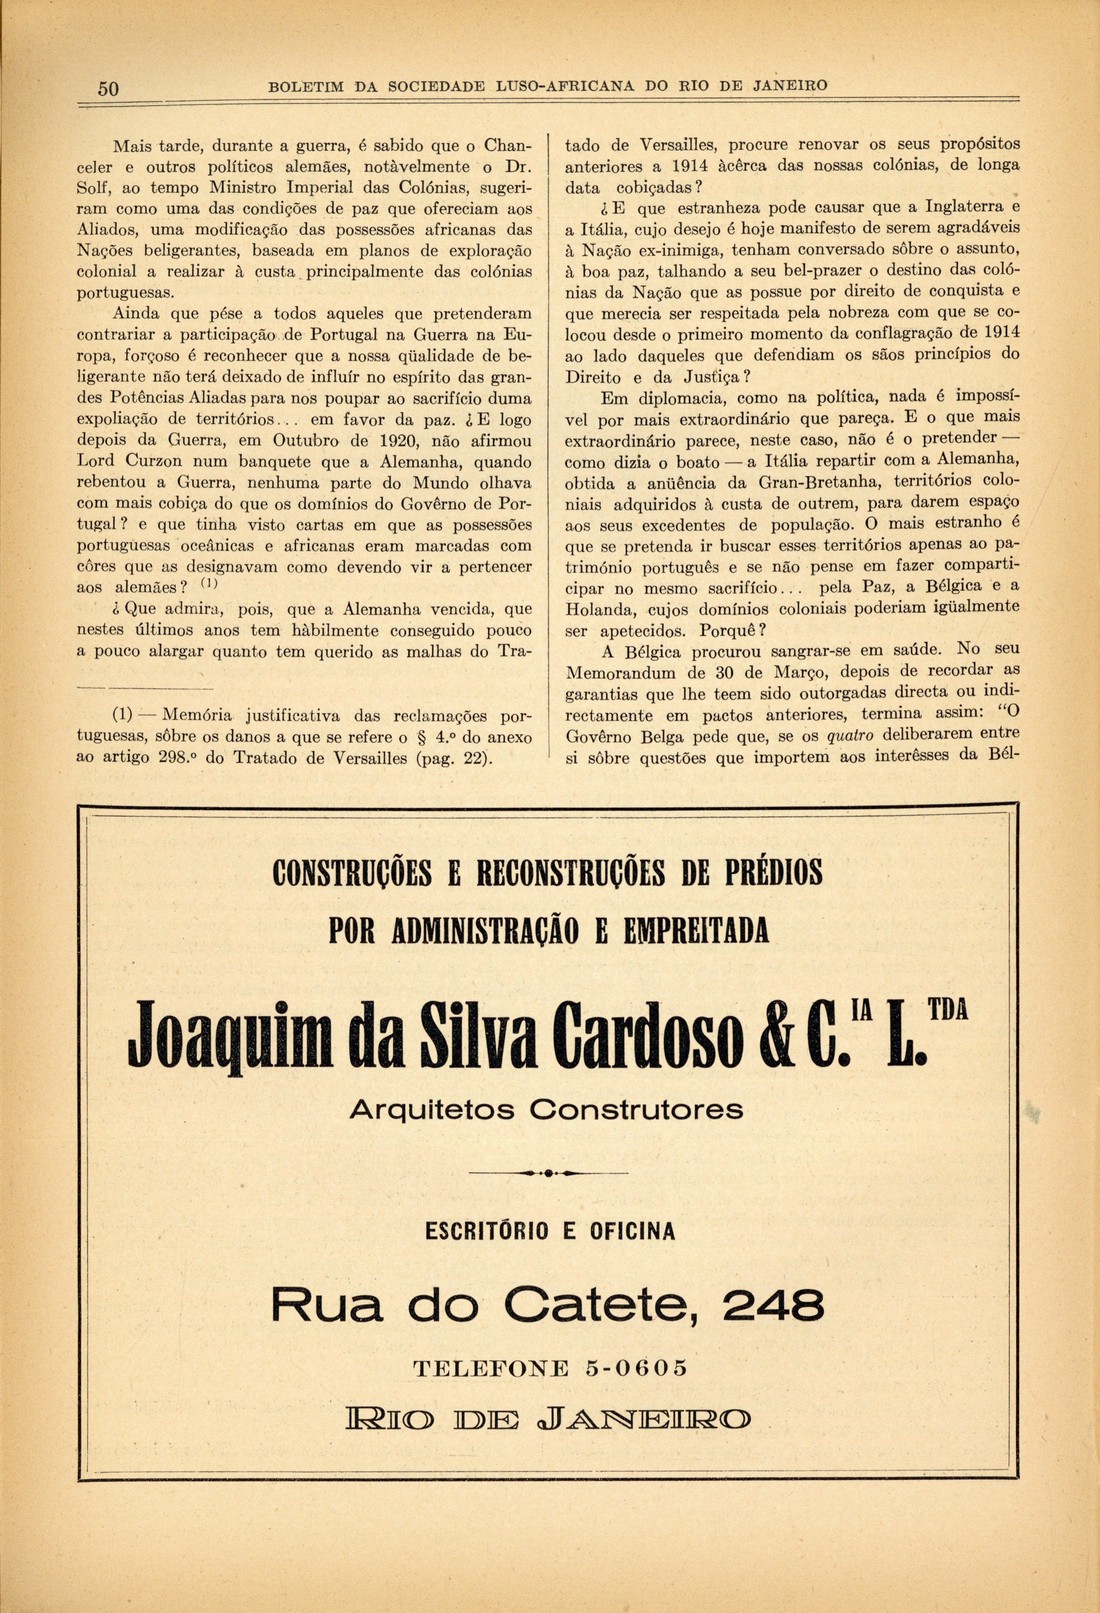 50
BOLETIM DA SOCIEDADE LUSO-AFRICANA DO RIO DE JANEIRO
Mais tarde, durante a guerra, é sabido que o Chan-
celer e outros políticos alemães, notàvelmente o Dr.
Solf, ao tempo Ministro Imperial das Colónias, sugeri-
ram como uma das condições de paz que ofereciam aos
Aliados, uma modificação das possessões africanas das
Nações beligerantes, baseada em planos de exploração
colonial a realizar à custa principalmente das colónias
portuguesas.
Ainda que pése a todos aqueles que pretenderam
contrariar a participação de Portugal na Guerra na Eu-
ropa, forçoso é reconhecer que a nossa qüalidade de be-
ligerante não terá deixado de influír no espírito das gran-
des Potências Aliadas para nos poupar ao sacrifício duma
expoliação de territórios... em favor da paz. ¿E logo
depois da Guerra, em Outubro de 1920, não afirmou
Lord Curzon num banquete que a Alemanha, quando
rebentou a Guerra, nenhuma parte do Mundo olhava
com mais cobiça do que os domínios do Govêrno de Por-
tugal? e que tinha visto cartas em que as possessões
portuguesas oceânicas e africanas eram marcadas com
côres que as designavam como devendo vir a pertencer
aos alemães? (1)
¿Que admira, pois, que a Alemanha vencida, que
nestes últimos anos tem hàbilmente conseguido pouco
a pouco alargar quanto tem querido as malhas do Tra-
(1) — Memória justificativa das reclamações por-
tuguesas, sôbre os danos a que se refere o § 4.º do anexo
ao artigo 298.º do Tratado de Versailles (pag. 22).
tado de Versailles, procure renovar os seus propósitos
anteriores a 1914 àcêrca das nossas colónias, de longa
data cobiçadas?
¿E que estranheza pode causar que a Inglaterra e
a Itália, cujo desejo é hoje manifesto de serem agradáveis
à Nação ex-inimiga, tenham conversado sôbre o assunto,
à boa paz, talhando a seu bel-prazer o destino das coló-
nias da Nação que as possue por direito de conquista e
que merecia ser respeitada pela nobreza com que se co-
locou desde o primeiro momento da conflagração de 1914
ao lado daqueles que defendiam os sãos princípios do
Direito e da Justiça?
Em diplomacia, como na política, nada é impossí-
vel por mais extraordinário que pareça. E o que mais
extraordinário parece, neste caso, não é o pretender —
como dizia o boato — a Itália repartir com a Alemanha,
obtida a anüência da Gran-Bretanha, territórios colo-
niais adquiridos à custa de outrem, para darem espaço
aos seus excedentes de população. O mais estranho é
que se pretenda ir buscar esses territórios apenas ao pa-
trimónio português e se não pense em fazer comparti-
cipar no mesmo sacrifício... pela Paz, a Bélgica e a
Holanda, cujos domínios coloniais poderiam igüalmente
ser apetecidos. Porquê?
A Bélgica procurou sangrar-se em saúde. No seu
Memorandum de 30 de Março, depois de recordar as
garantias que lhe teem sido outorgadas directa ou indi-
rectamente em pactos anteriores, termina assim: “O
Govêrno Belga pede que, se os quatro deliberarem entre
si sôbre questões que importem aos interêsses da Bél-
CONSTRUÇÕES E RECONSTRUÇÕES DE PRÉDIOS
POR ADMINISTRAÇÃO E EMPREITADA
Joaquim da Silva Cardoso & C.IA L.TDA
Arquitetos Construtores
ESCRITÓRIO E OFICINA
Rua do Catete, 248
TELEFONE 5-0605
RIO DE JANEIRO